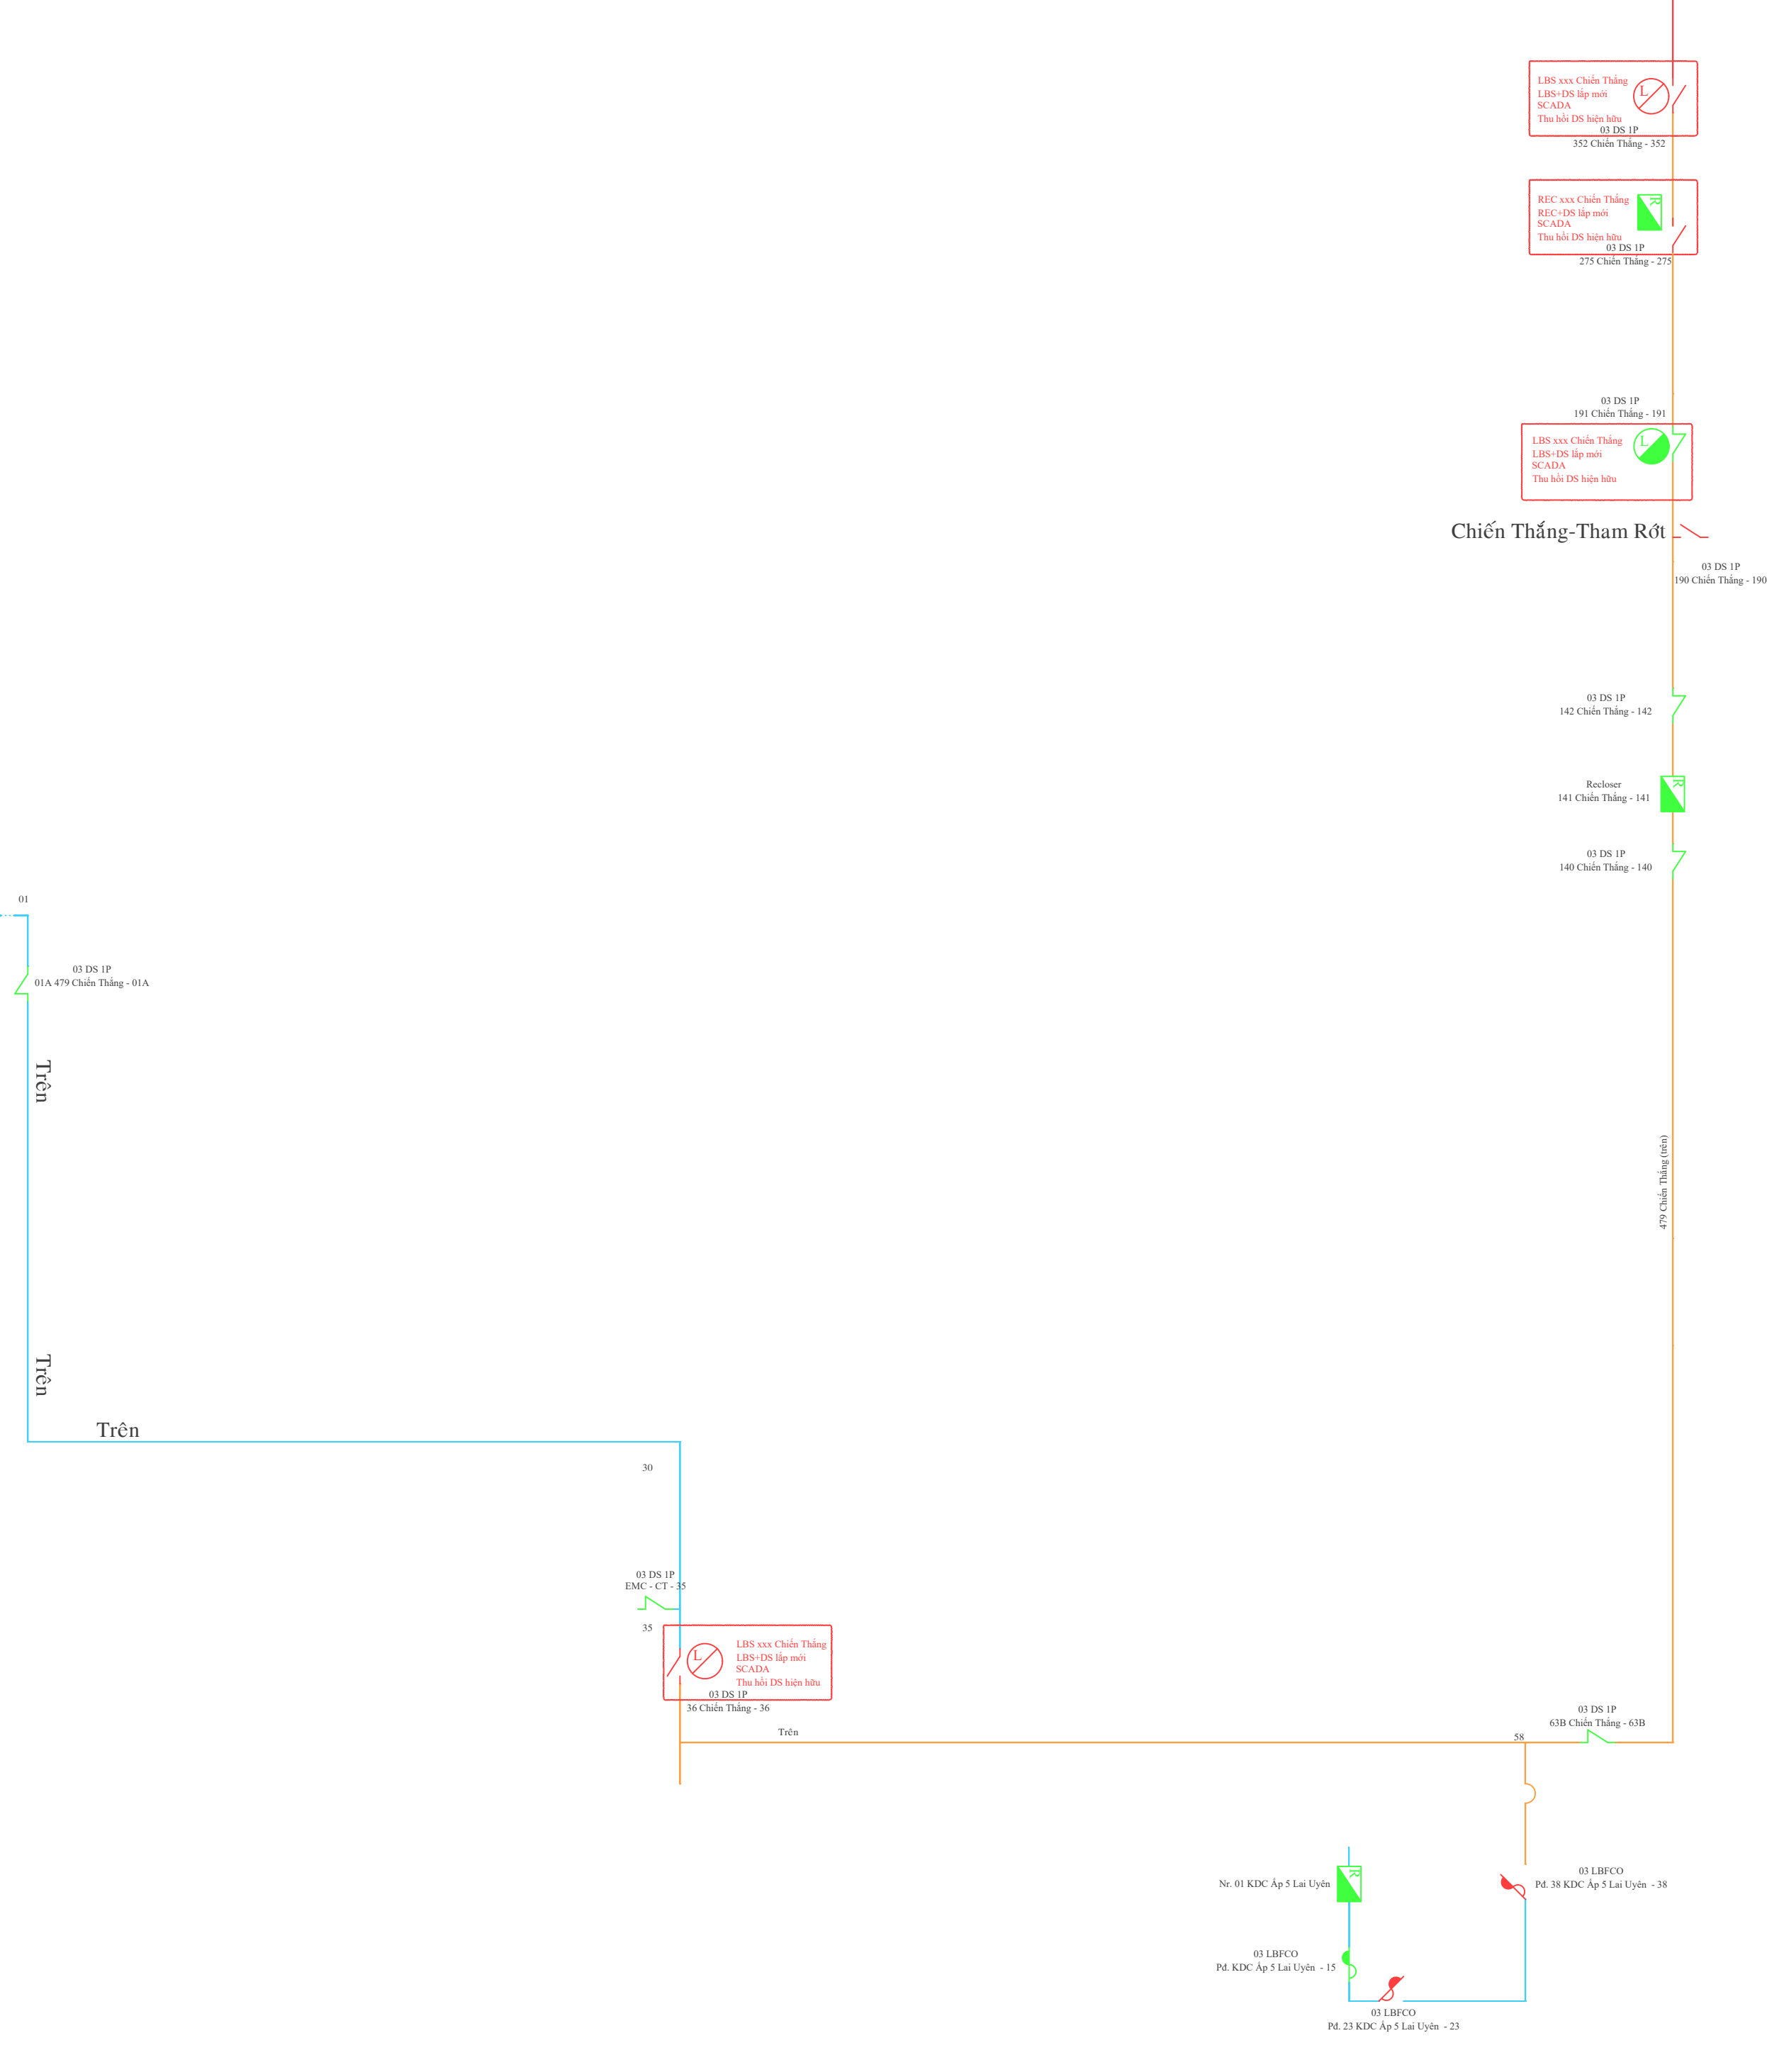 LBS xxx Chiến Thắng
LBS+DS lắp mới
SCADA
Thu hồi DS hiện hữu
L
03 DS 1P
352 Chiến Thắng - 352
REC xxx Chiến Thắng
REC+DS lắp mới
SCADA
Thu hồi DS hiện hữu
R
03 DS 1P
275 Chiến Thắng - 275
03 DS 1P
191 Chiến Thắng - 191
LBS xxx Chiến Thắng
LBS+DS lắp mới
SCADA
Thu hồi DS hiện hữu
L
Chiến Thắng-Tham Rớt
03 DS 1P
190 Chiến Thắng - 190
03 DS 1P
142 Chiến Thắng - 142
Recloser
141 Chiến Thắng - 141
R
03 DS 1P
140 Chiến Thắng - 140
01
03 DS 1P
01A 479 Chiến Thắng - 01A
Trên
479 Chiến Thắng (trên)
Trên
Trên
30
03 DS 1P
EMC - CT - 35
35
L
LBS xxx Chiến Thắng
LBS+DS lắp mới
SCADA
Thu hồi DS hiện hữu
03 DS 1P
36 Chiến Thắng - 36
Trên
58
03 DS 1P
63B Chiến Thắng - 63B
Nr. 01 KDC Ấp 5 Lai Uyên
R
03 LBFCO
Pđ. 38 KDC Ấp 5 Lai Uyên - 38
03 LBFCO
Pđ. KDC Ấp 5 Lai Uyên - 15
03 LBFCO
Pđ. 23 KDC Ấp 5 Lai Uyên - 23